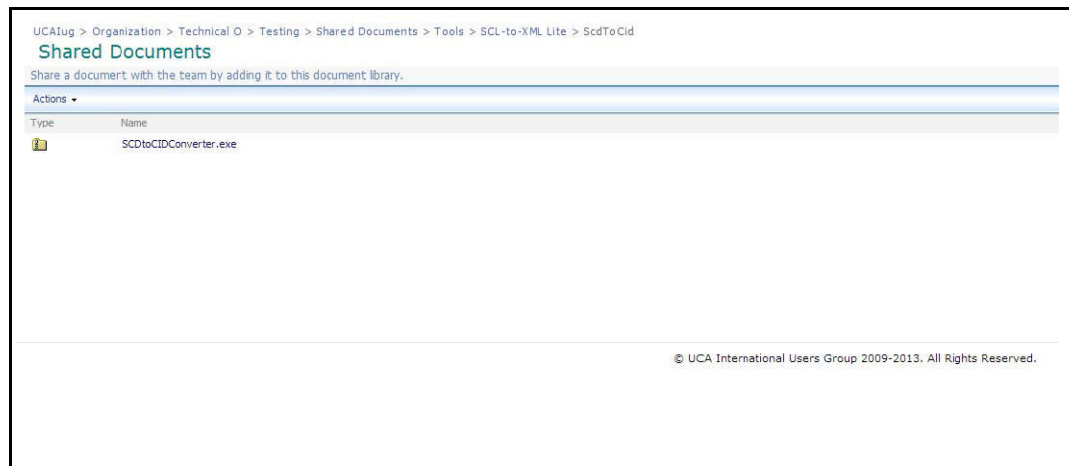 UCAIug > Organization > Technical O > Testing > Shared Documents > Tools > SCL-to-XML Lite > ScdToCid
Shared Documents
Share a document with the team by adding it to this document library.
Actions
Type Name
SCDtoCIDConverter.exe
© UCA International Users Group 2009-2013. All Rights Reserved.